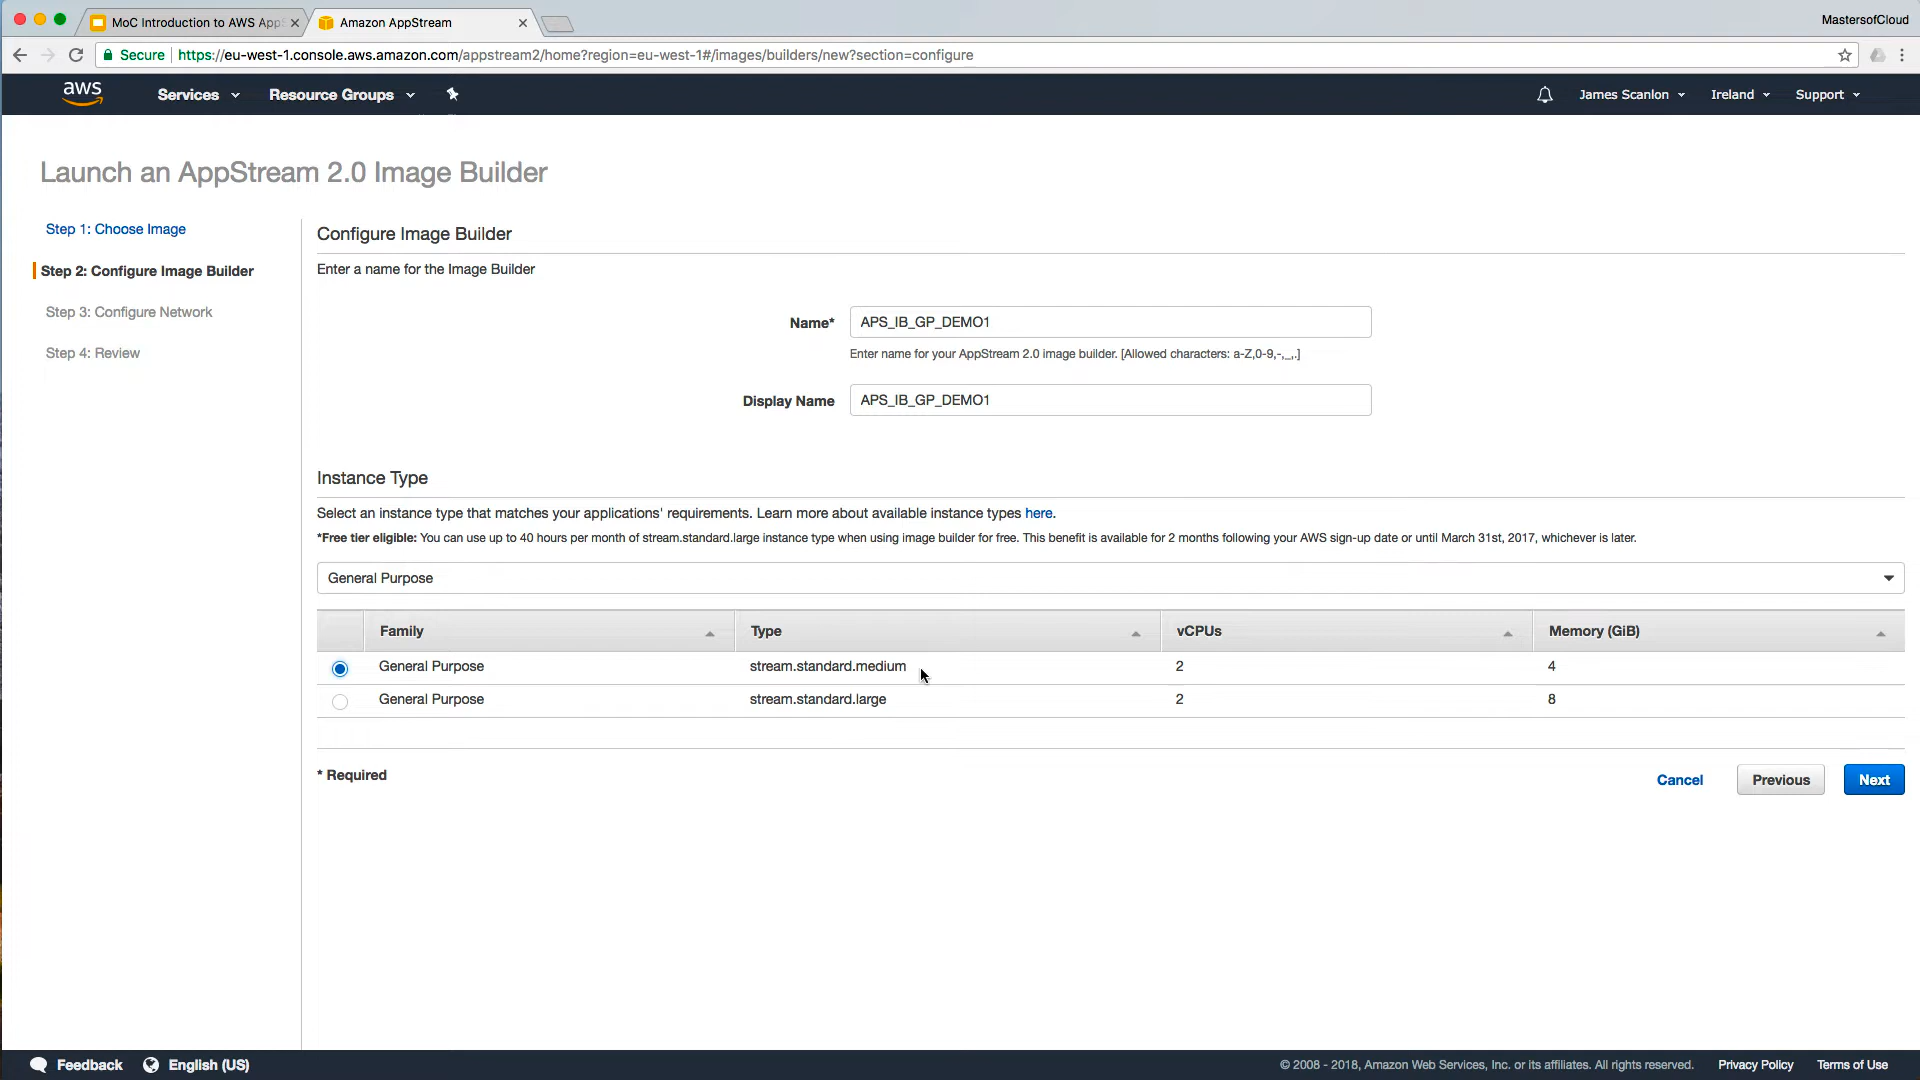 MoC Introduction to AWS App
Amazon AppStream
MastersofCloud
Secure
https://eu-west-1.console.aws.amazon.com/appstream2/home?region=eu-west-1#/images/builders/new?section=configure
aws
Services
Resource Groups
James Scanlon
Ireland
Support
Launch an AppStream 2.0 Image Builder
Step 1: Choose Image
Step 2: Configure Image Builder
Step 3: Configure Network
Step 4: Review
Configure Image Builder
Enter a name for the Image Builder
Name* APS_IB_GP_DEMO1
Enter name for your AppStream 2.0 image builder. [Allowed characters: a-Z,0-9,-,_,.]
Display Name APS_IB_GP_DEMO1
Instance Type
Select an instance type that matches your applications' requirements. Learn more about available instance types here.
*Free tier eligible: You can use up to 40 hours per month of stream.standard.large instance type when using image builder for free. This benefit is available for 2 months following your AWS sign-up date or until March 31st, 2017, whichever is later.
General Purpose
Family Type vCPUs Memory (GiB)
General Purpose stream.standard.medium 2 4
General Purpose stream.standard.large 2 8
* Required
Cancel
Previous
Next
Feedback
English (US)
© 2008 - 2018, Amazon Web Services, Inc. or its affiliates. All rights reserved.
Privacy Policy
Terms of Use